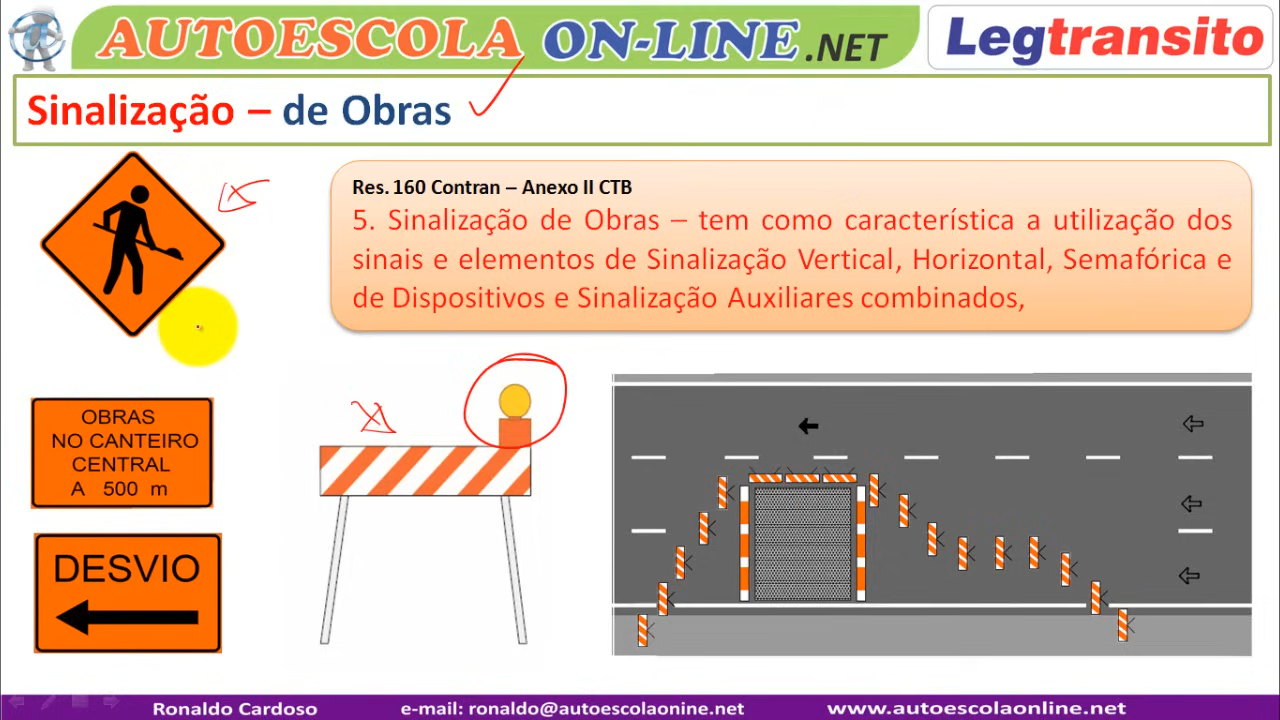 AUTOESCOLA ON-LINE.NET
Legtransito
Sinalização – de Obras
Res. 160 Contran – Anexo II CTB
5. Sinalização de Obras – tem como característica a utilização dos
sinais e elementos de Sinalização Vertical, Horizontal, Semafórica e
de Dispositivos e Sinalização Auxiliares combinados,
OBRAS
NO CANTEIRO
CENTRAL
A 500 m
DESVIO
Ronaldo Cardoso e-mail: ronaldo@autoescolaonine.net www.autoescolaonline.net